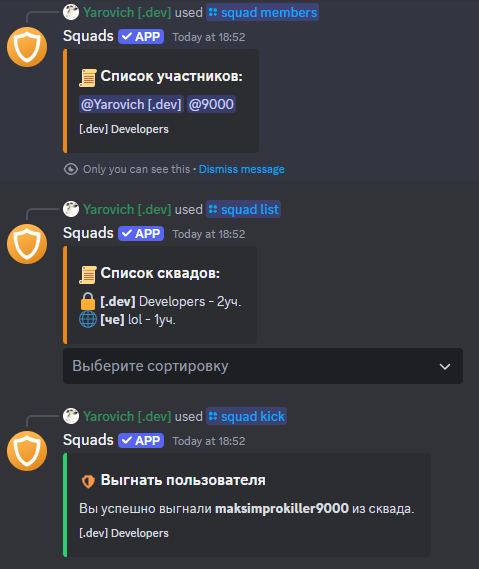 Yarovich [.dev] used squad members
Squads APP Today at 18:52
Список участников:
@Yarovich [.dev] @9000
[.dev] Developers
Only you can see this • Dismiss message
Yarovich [.dev] used squad list
Squads APP Today at 18:52
Список сквадов:
[.dev] Developers - 2уч.
[че] lol - 1уч.
Выберите сортировку
Yarovich [.dev] used squad kick
Squads APP Today at 18:52
Выгнать пользователя
Вы успешно выгнали maksimprokiller9000 из сквада.
[.dev] Developers